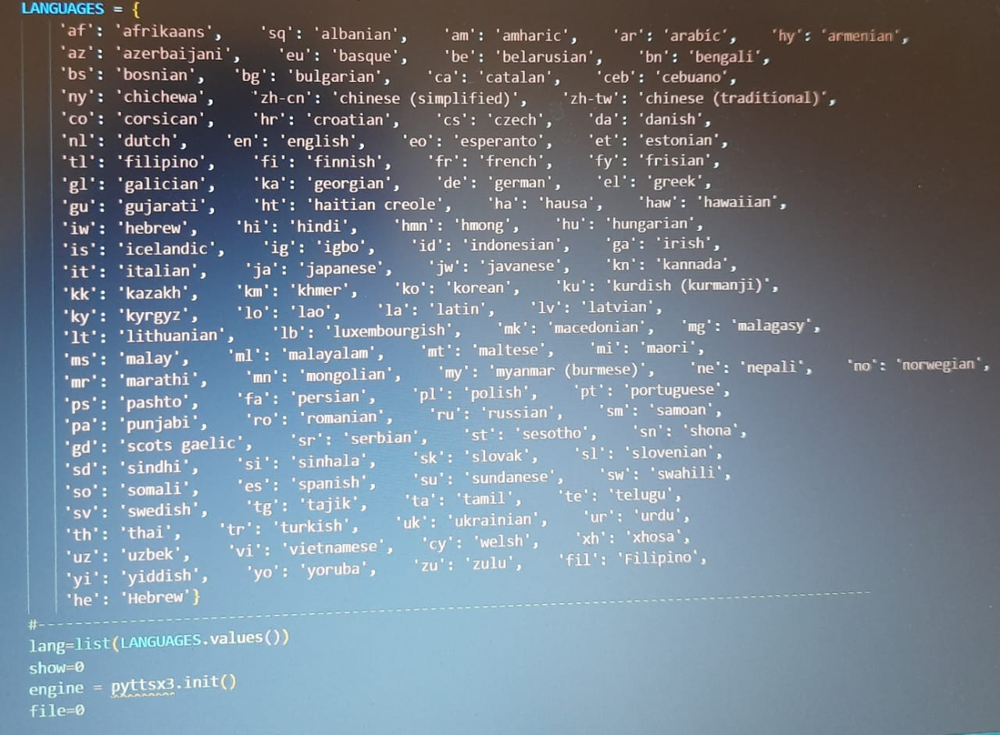 LANGUAGES = {
'af': 'afrikaans', 'sq': 'albanian', 'am': 'amharic', 'ar': 'arabic', 'hy': 'armenian',
'az': 'azerbaijani', 'eu': 'basque', 'be': 'belarusian', 'bn': 'bengali',
'bs': 'bosnian', 'bg': 'bulgarian', 'ca': 'catalan', 'ceb': 'cebuano',
'ny': 'chichewa', 'zh-cn': 'chinese (simplified)', 'zh-tw': 'chinese (traditional)',
'co': 'corsican', 'hr': 'croatian', 'cs': 'czech', 'da': 'danish',
'nl': 'dutch', 'en': 'english', 'eo': 'esperanto', 'et': 'estonian',
'tl': 'filipino', 'fi': 'finnish', 'fr': 'french', 'fy': 'frisian',
'gl': 'galician', 'ka': 'georgian', 'de': 'german', 'el': 'greek',
'gu': 'gujarati', 'ht': 'haitian creole', 'ha': 'hausa', 'haw': 'hawaiian',
'iw': 'hebrew', 'hi': 'hindi', 'hmn': 'hmong', 'hu': 'hungarian',
'is': 'icelandic', 'ig': 'igbo', 'id': 'indonesian', 'ga': 'irish',
'it': 'italian', 'ja': 'japanese', 'jw': 'javanese', 'kn': 'kannada',
'kk': 'kazakh', 'km': 'khmer', 'ko': 'korean', 'ku': 'kurdish (kurmanji)',
'ky': 'kyrgyz', 'lo': 'lao', 'la': 'latin', 'lv': 'latvian',
'lt': 'lithuanian', 'lb': 'luxembourgish', 'mk': 'macedonian', 'mg': 'malagasy',
'ms': 'malay', 'ml': 'malayalam', 'mt': 'maltese', 'mi': 'maori',
'mr': 'marathi', 'mn': 'mongolian', 'my': 'myanmar (burmese)', 'ne': 'nepali', 'no': 'norwegian',
'ps': 'pashto', 'fa': 'persian', 'pl': 'polish', 'pt': 'portuguese',
'pa': 'punjabi', 'ro': 'romanian', 'ru': 'russian', 'sm': 'samoan',
'gd': 'scots gaelic', 'sr': 'serbian', 'st': 'sesotho', 'sn': 'shona',
'sd': 'sindhi', 'si': 'sinhala', 'sk': 'slovak', 'sl': 'slovenian',
'so': 'somali', 'es': 'spanish', 'su': 'sundanese', 'sw': 'swahili',
'sv': 'swedish', 'tg': 'tajik', 'ta': 'tamil', 'te': 'telugu',
'th': 'thai', 'tr': 'turkish', 'uk': 'ukrainian', 'ur': 'urdu',
'uz': 'uzbek', 'vi': 'vietnamese', 'cy': 'welsh', 'xh': 'xhosa',
'yi': 'yiddish', 'yo': 'yoruba', 'zu': 'zulu', 'fil': 'Filipino',
'he': 'Hebrew'}
#------------------------------------------------------------------------------------------
lang=list(LANGUAGES.values())
show=0
engine = pyttsx3.init()
file=0